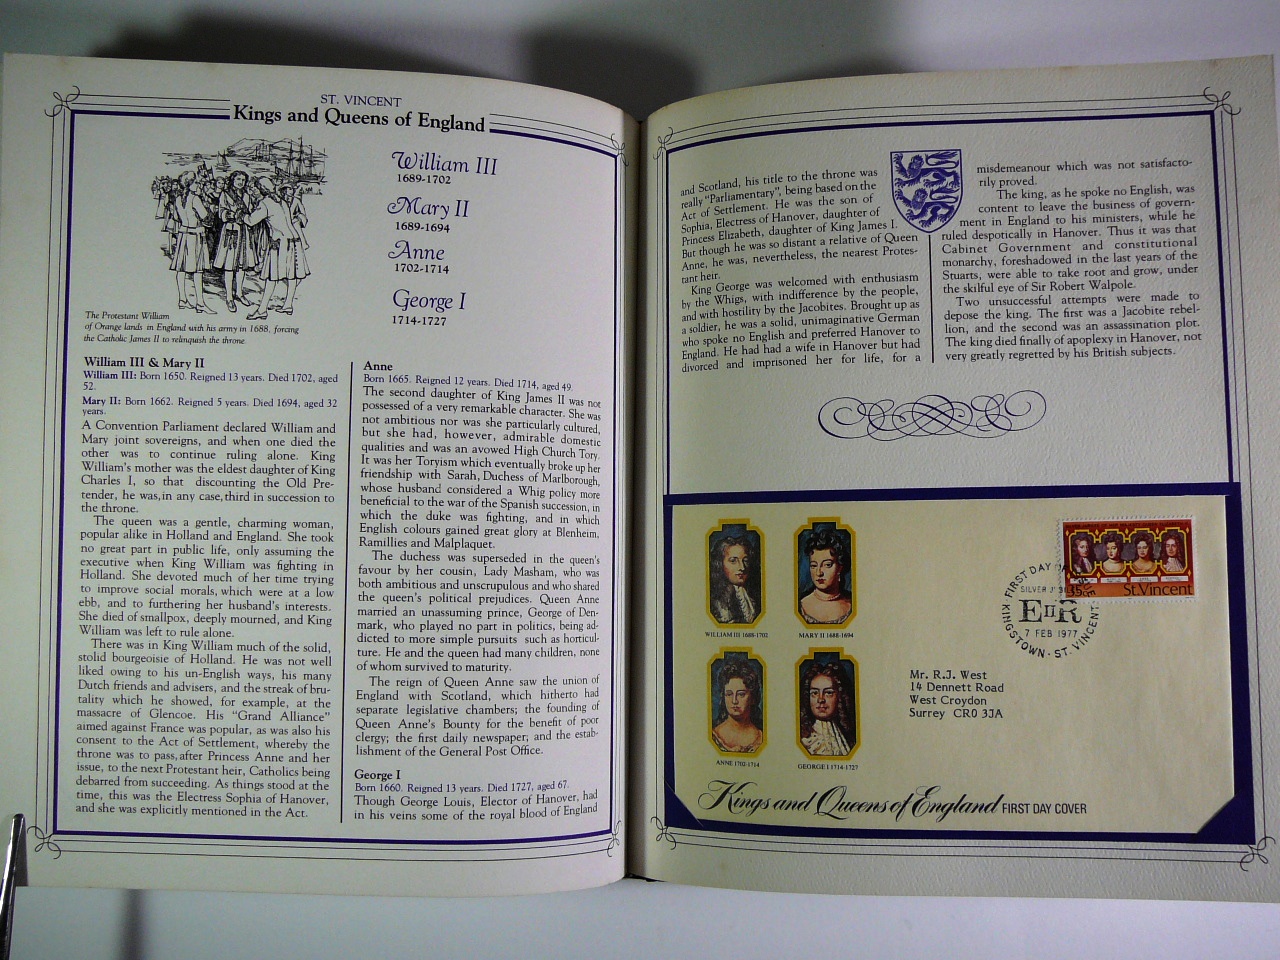 ST. VINCENT
Kings and Queens of England
William III
1689-1702
Mary II
1689-1694
Anne
1702-1714
George I
1714-1727
The Protestant William
of Orange lands in England with his army in 1688, forcing
the Catholic James II to relinquish the throne.
William III & Mary II
William III: Born 1650. Reigned 13 years. Died 1702, aged
52.
Mary II: Born 1662. Reigned 5 years. Died 1694, aged 32
years.
A Convention Parliament declared William and
Mary joint sovereigns, and when one died the
other was to continue ruling alone. King
William's mother was the eldest daughter of King
Charles I, so that discounting the Old Pre-
tender, he was, in any case, third in succession to
the throne.
The queen was a gentle, charming woman,
popular alike in Holland and England. She took
no great part in public life, only assuming the
executive when King William was fighting in
Holland. She devoted much of her time trying
to improve social morals, which were at a low
ebb, and to furthering her husband's interests.
She died of smallpox, deeply mourned, and King
William was left to rule alone.
There was in King William much of the solid,
stolid bourgeoisie of Holland. He was not well
liked owing to his un-English ways, his many
Dutch friends and advisers, and the streak of bru-
tality which he showed, for example, at the
massacre of Glencoe. His "Grand Alliance"
aimed against France was popular, as was also his
consent to the Act of Settlement, whereby the
throne was to pass, after Princess Anne and her
issue, to the next Protestant heir, Catholics being
debarred from succeeding. As things stood at the
time, this was the Electress Sophia of Hanover,
and she was explicitly mentioned in the Act.
Anne
Born 1665. Reigned 12 years. Died 1714, aged 49.
The second daughter of King James II was not
possessed of a very remarkable character. She was
not ambitious nor was she particularly cultured,
but she had, however, admirable domestic
qualities and was an avowed High Church Tory.
It was her Toryism which eventually broke up her
friendship with Sarah, Duchess of Marlborough,
whose husband considered a Whig policy more
beneficial to the war of the Spanish succession, in
which the duke was fighting, and in which
English colours gained great glory at Blenheim,
Ramillies and Malplaquet.
The duchess was superseded in the queen's
favour by her cousin, Lady Masham, who was
both ambitious and unscrupulous and who shared
the queen's political prejudices. Queen Anne
married an unassuming prince, George of Den-
mark, who played no part in politics, being ad-
dicted to more simple pursuits such as horticul-
ture. He and the queen had many children, none
of whom survived to maturity.
The reign of Queen Anne saw the union of
England with Scotland, which hitherto had
separate legislative chambers; the founding of
Queen Anne's Bounty for the benefit of poor
clergy; the first daily newspaper; and the estab-
lishment of the General Post Office.
George I
Born 1660. Reigned 13 years. Died 1727, aged 67.
Though George Louis, Elector of Hanover, had
in his veins some of the royal blood of England
and Scotland, his title to the throne was
really "Parliamentary", being based on the
Act of Settlement. He was the son of
Sophia, Electress of Hanover, daughter of
Princess Elizabeth, daughter of King James I.
But though he was so distant a relative of Queen
Anne, he was, nevertheless, the nearest Protes-
tant heir.
King George was welcomed with enthusiasm
by the Whigs, with indifference by the people,
and with hostility by the Jacobites. Brought up as
a soldier, he was a solid, unimaginative German
who spoke no English and preferred Hanover to
England. He had had a wife in Hanover but had
divorced and imprisoned her for life, for a
misdemeanour which was not satisfacto-
rily proved.
The king, as he spoke no English, was
content to leave the business of govern-
ment in England to his ministers, while he
ruled despotically in Hanover. Thus it was that
Cabinet Government and constitutional
monarchy, foreshadowed in the last years of the
Stuarts, were able to take root and grow, under
the skilful eye of Sir Robert Walpole.
Two unsuccessful attempts were made to
depose the king. The first was a Jacobite rebel-
lion, and the second was an assassination plot.
The king died finally of apoplexy in Hanover, not
very greatly regretted by his British subjects.
WILLIAM III 1688-1702
MARY II 1688-1694
ANNE 1702-1714
GEORGE I 1714-1727
35c
St.Vincent
FIRST DAY
SILVER
EIIR
7 FEB 1977
KINGSTOWN - ST. VINCENT
Mr. R.J. West
14 Dennett Road
West Croydon
Surrey CR0 3JA
Kings and Queens of England FIRST DAY COVER